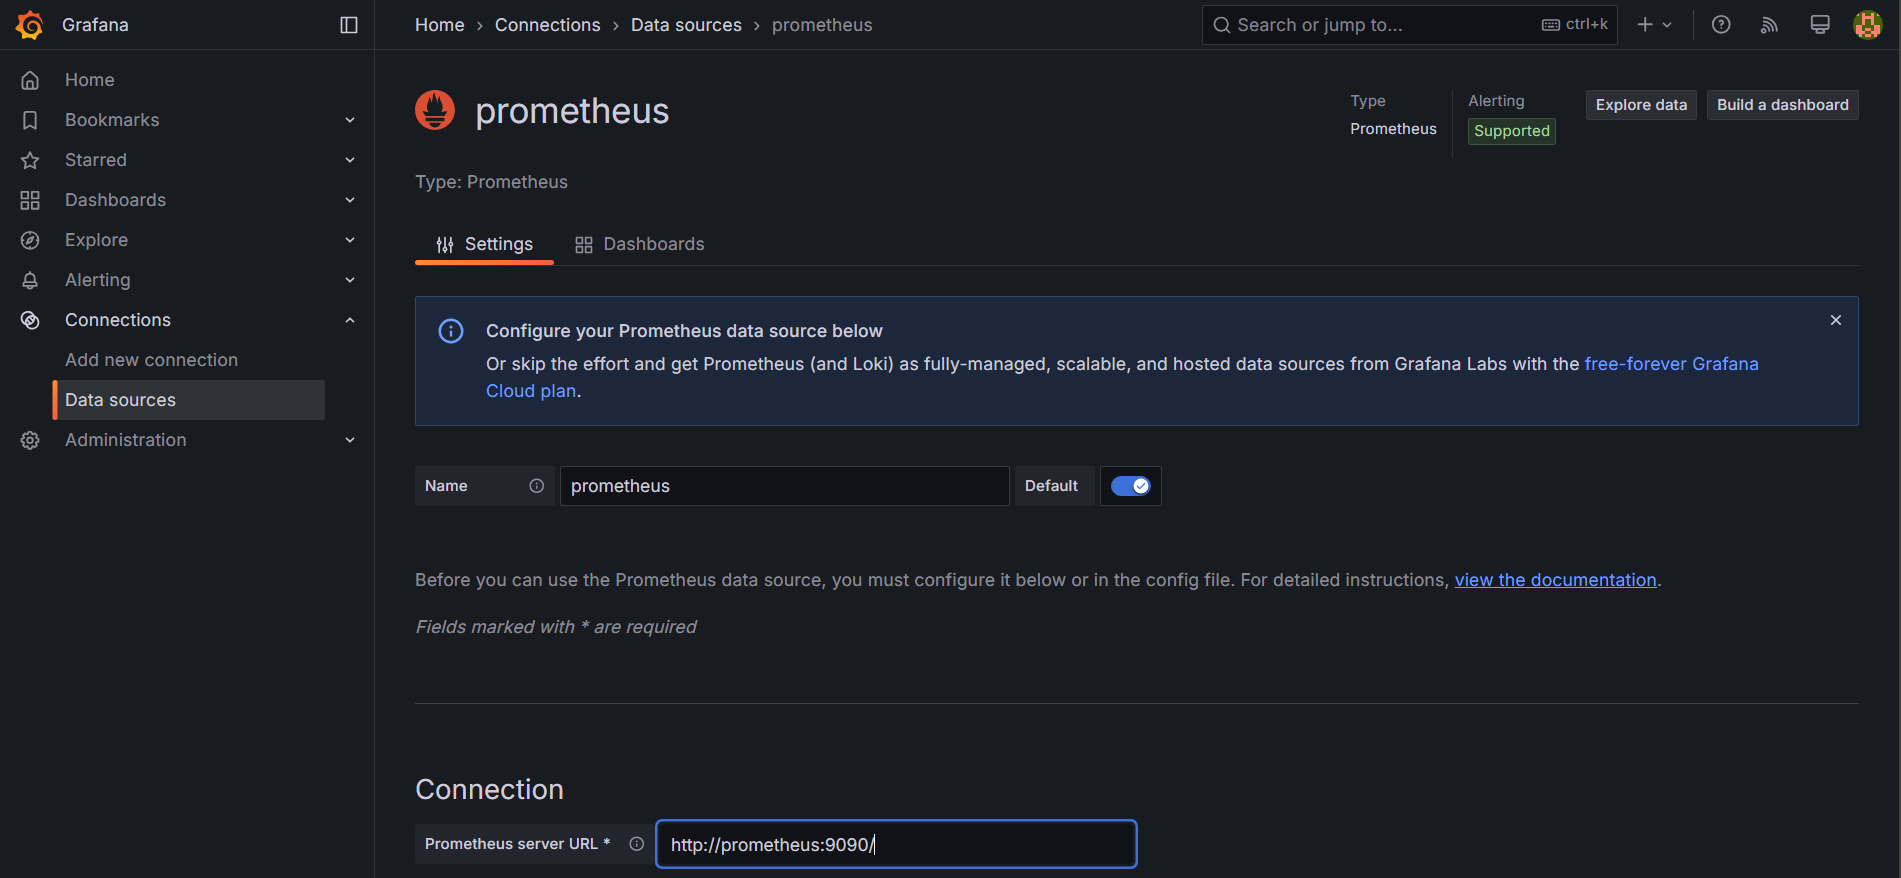 Grafana
Home › Connections › Data sources › prometheus
Search or jump to... ctrl+k
Home
Bookmarks
Starred
Dashboards
Explore
Alerting
Connections
Add new connection
Data sources
Administration
prometheus
Type
Prometheus
Alerting
Supported
Explore data
Build a dashboard
Type: Prometheus
Settings
Dashboards
Configure your Prometheus data source below
Or skip the effort and get Prometheus (and Loki) as fully-managed, scalable, and hosted data sources from Grafana Labs with the free-forever Grafana
Cloud plan.
Name prometheus Default
Before you can use the Prometheus data source, you must configure it below or in the config file. For detailed instructions, view the documentation.
Fields marked with * are required
Connection
Prometheus server URL * http://prometheus:9090/